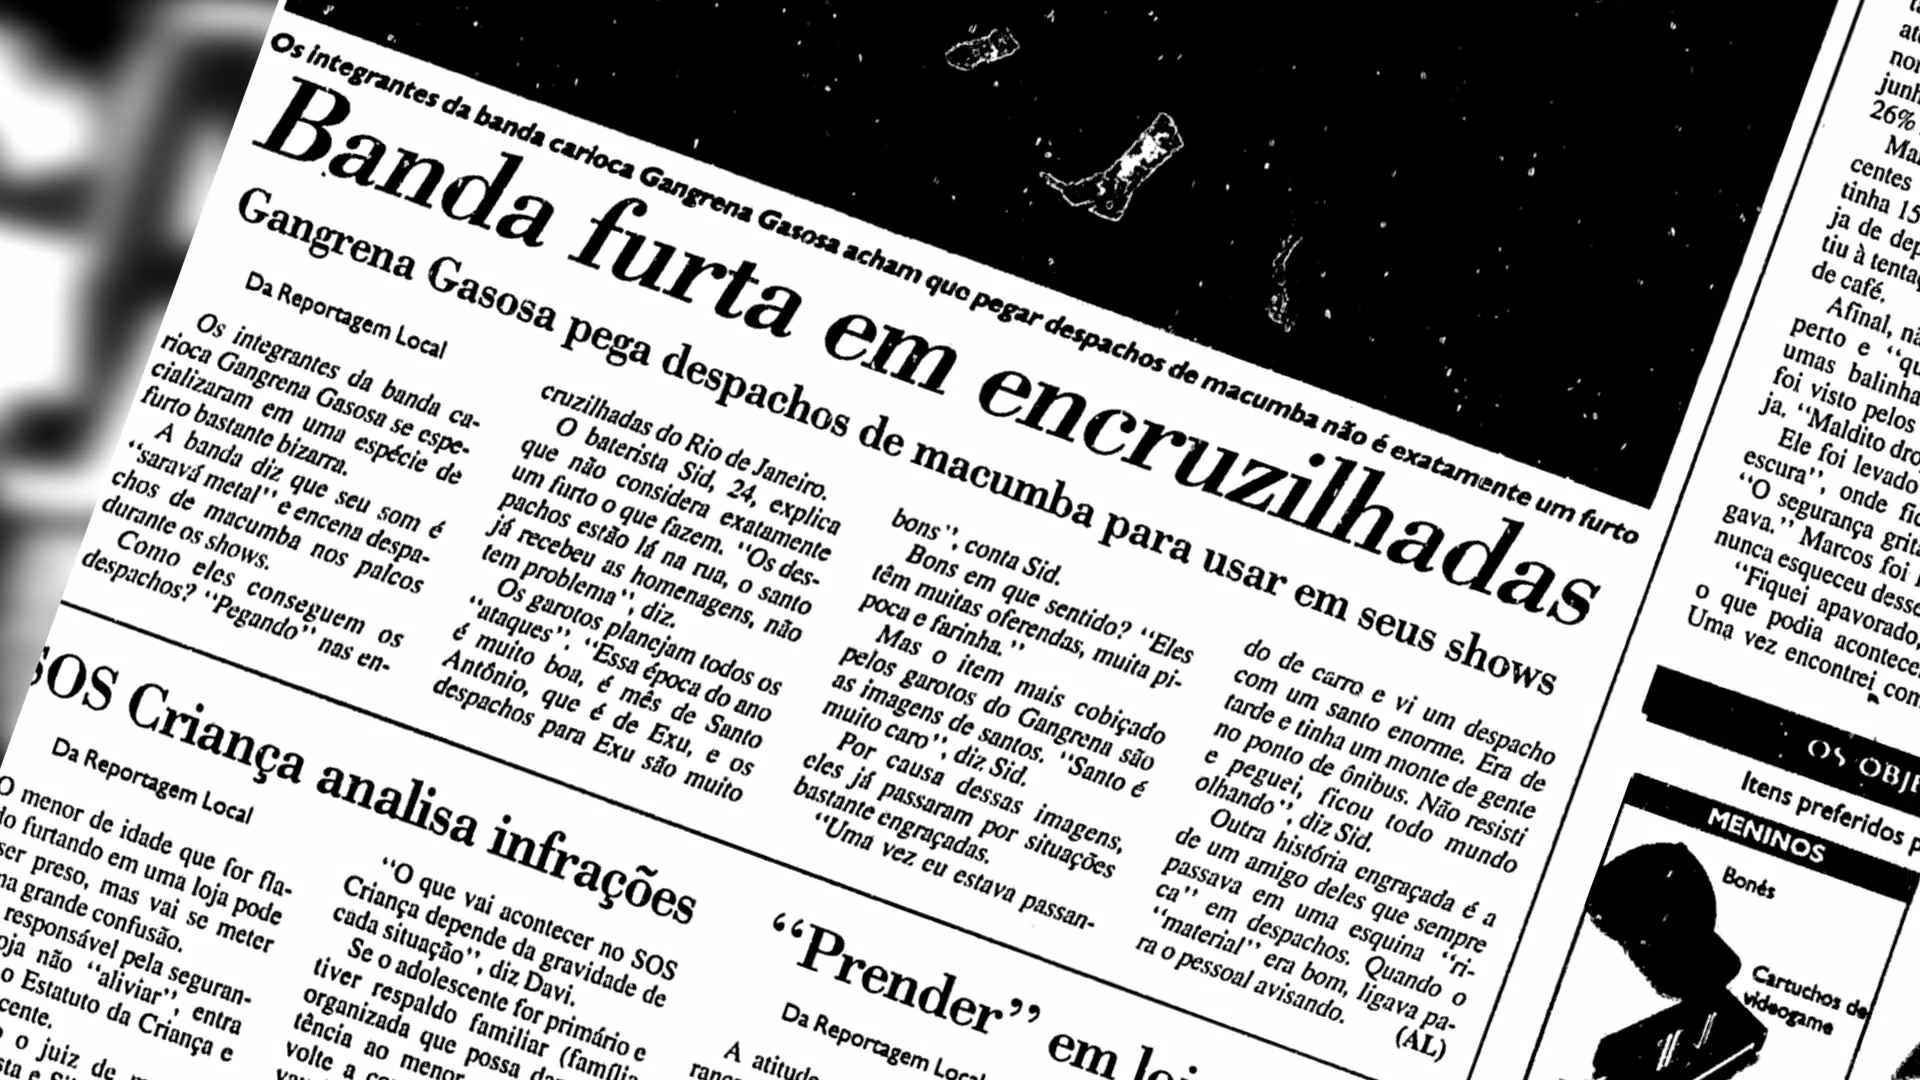 Os integrantes da banda carioca Gangrena Gasosa acham que pegar despachos de macumba não é exatamente um furto
Banda furta em encruzilhadas
Gangrena Gasosa pega despachos de macumba para usar em seus shows
Da Reportagem Local
Os integrantes da banda ca-
rioca Gangrena Gasosa se espe-
cializaram em uma espécie de
furto bastante bizarra.
A banda diz que seu som é
“saravá metal” e encena despa-
chos de macumba nos palcos
durante os shows.
Como eles conseguem os
despachos? “Pegando” nas en-
cruzilhadas do Rio de Janeiro.
O baterista Sid, 24, explica
que não considera exatamente
um furto o que fazem. “Os des-
pachos estão lá na rua, o santo
já recebeu as homenagens, não
tem problema”, diz.
Os garotos planejam todos os
“ataques”. “Essa época do ano
é muito boa, é mês de Santo
Antônio, que é de Exu, e os
despachos para Exu são muito
bons”, conta Sid.
Bons em que sentido? “Eles
têm muitas oferendas, muita pi-
poca e farinha.”
Mas o item mais cobiçado
pelos garotos do Gangrena são
as imagens de santos. “Santo é
muito caro”, diz Sid.
Por causa dessas imagens,
eles já passaram por situações
bastante engraçadas.
“Uma vez eu estava passan-
do de carro e vi um despacho
com um santo enorme. Era de
tarde e tinha um monte de gente
no ponto de ônibus. Não resisti
e peguei, ficou todo mundo
olhando”, diz Sid.
Outra história engraçada é a
de um amigo deles que sempre
passava em uma esquina “ri-
ca” em despachos. Quando o
“material” era bom, ligava pa-
ra o pessoal avisando.
(AL)
SOS Criança analisa infrações
Da Reportagem Local
O menor de idade que for fla-
do furtando em uma loja pode
ser preso, mas vai se meter
grande confusão.
responsável pela seguran-
não “aliviar”, entra
o Estatuto da Criança e
cente.
o juiz de
“O que vai acontecer no SOS
Criança depende da gravidade de
cada situação”, diz Davi.
Se o adolescente for primário e
tiver respaldo familiar (família
organizada que possa
tência ao menor
volte a
“Prender” em
Da Reportagem Local
A
26%
centes
tinha 15
ja de
tiu à
de café.
Afinal,
perto e
umas
foi visto pelos
ja. “Maldito
Ele foi levado
escura”, onde
“O segurança
gava.” Marcos foi
nunca esqueceu
“Fiquei apavorado,
o que podia
Uma vez encontrei
Itens preferidos
MENINOS
Bonés
Cartuchos de
videogame